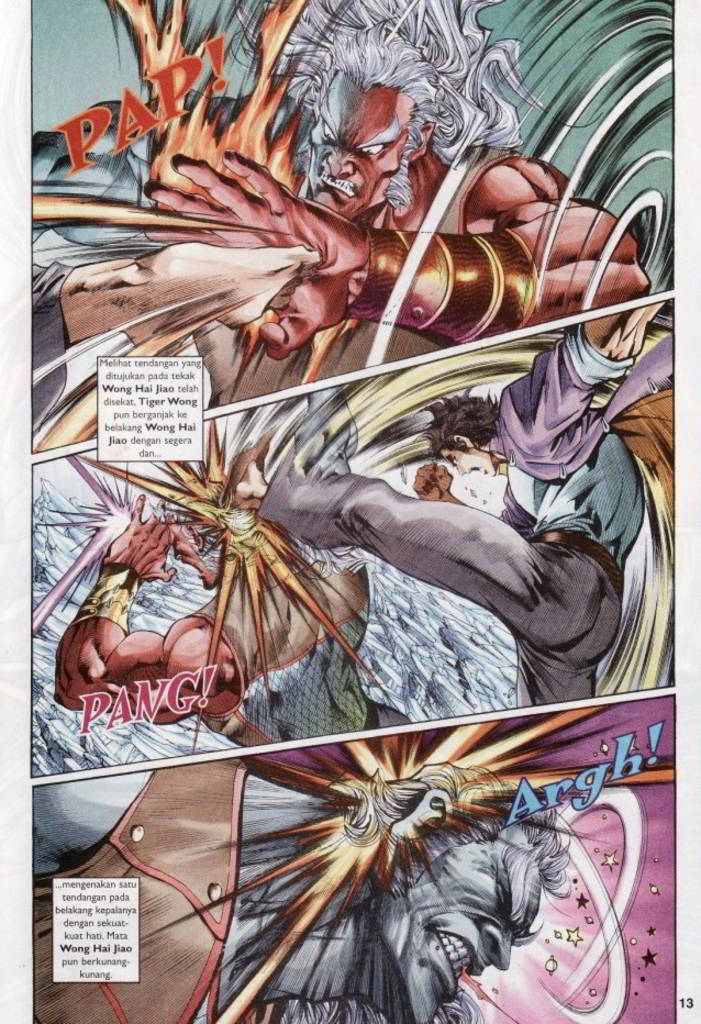 PAP!
Melihat tendangan yang
ditujukan pada tekak
Wong Hai Jiao telah
disekat, Tiger Wong
pun berganjak ke
belakang Wong Hai
Jiao dengan segera
dan...
PANG!
Argh!
...mengenakan satu
tendangan pada
belakang kepalanya
dengan sekuat-
kuat hati. Mata
Wong Hai Jiao
pun berkunang-
kunang.
13